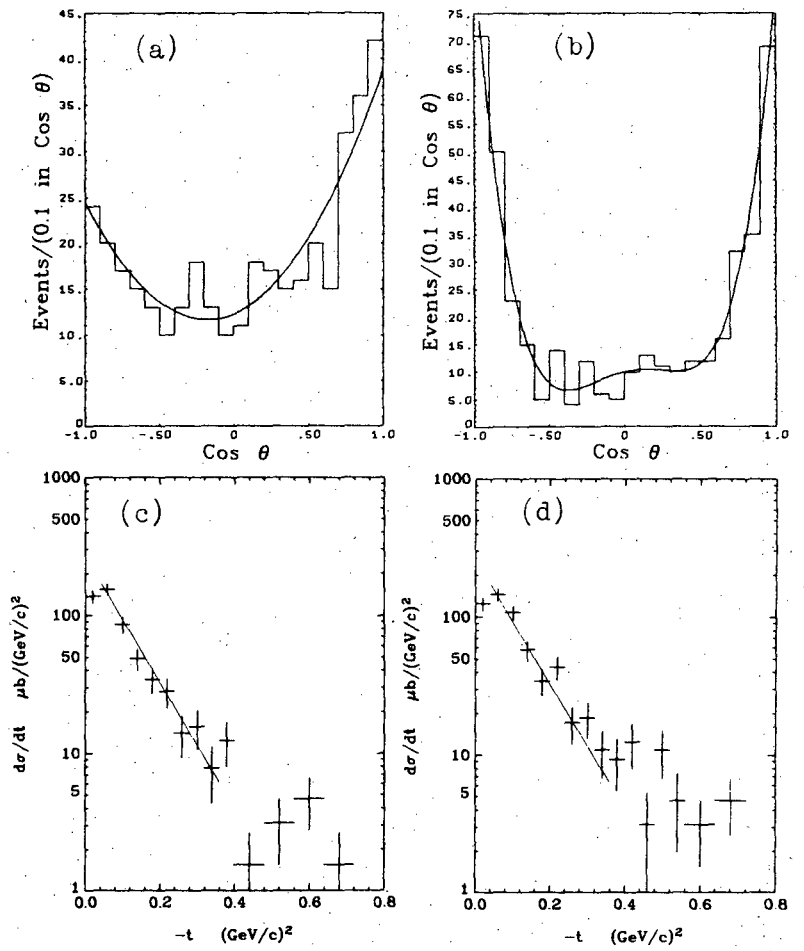 (a)
Events/(0.1 in Cos θ)
45.
40.
35.
30.
25.
20.
15.
10.
5.0
0
-1.0 -.50 0 .50 1.0
Cos θ
(b)
Events/(0.1 in Cos θ)
75.
70.
65.
60.
55.
50.
45.
40.
35.
30.
25.
20.
15.
10.
5.0
0
-1.0 -.50 0 .50 1.0
Cos θ
(c)
dσ/dt μb/(GeV/c)²
1000
500
100
50
10
5
1
0.0 0.2 0.4 0.6 0.8
-t (GeV/c)²
(d)
dσ/dt μb/(GeV/c)²
1000
500
100
50
10
5
1
0.0 0.2 0.4 0.6 0.8
-t (GeV/c)²